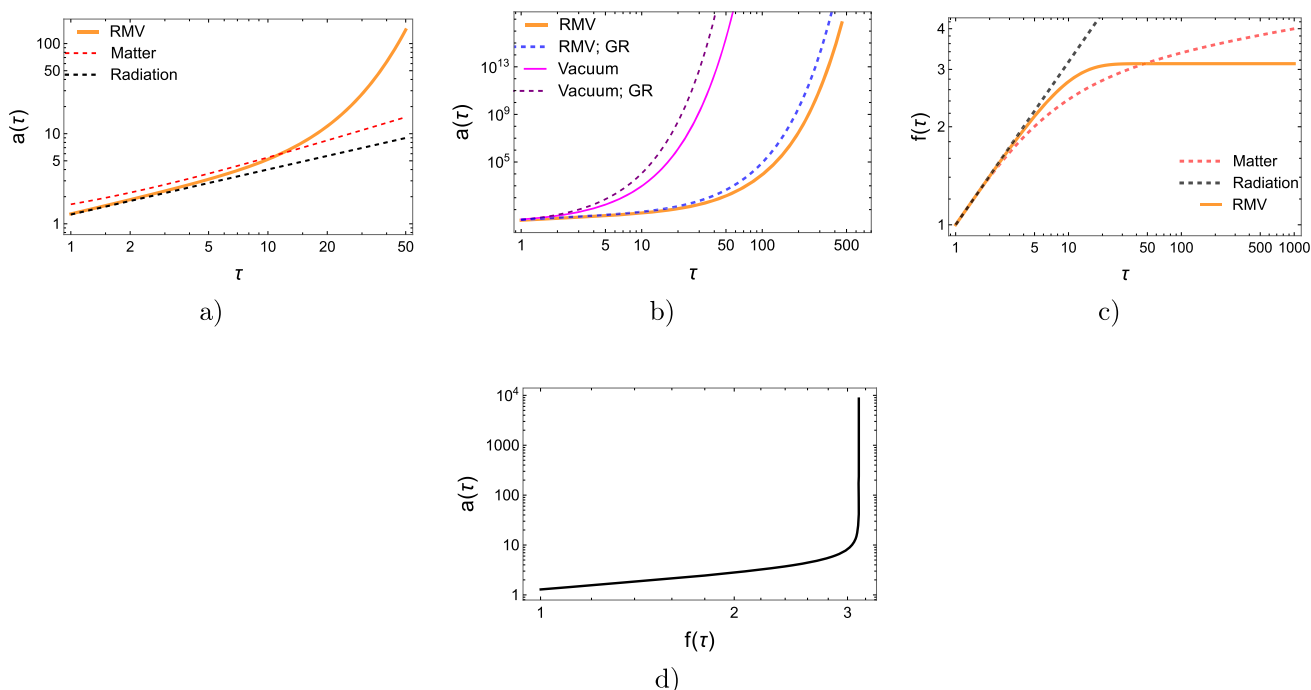 RMV
Matter
Radiation
100
50
10
5
1
a(τ)
1 2 5 10 20 50
τ
a)
RMV
RMV; GR
Vacuum
Vacuum; GR
10^13
10^9
10^5
a(τ)
1 5 10 50 100 500
τ
b)
4
3
2
1
f(τ)
Matter
Radiation
RMV
1 5 10 50 100 500 1000
τ
c)
10^4
1000
100
10
1
a(τ)
1 2 3
f(τ)
d)